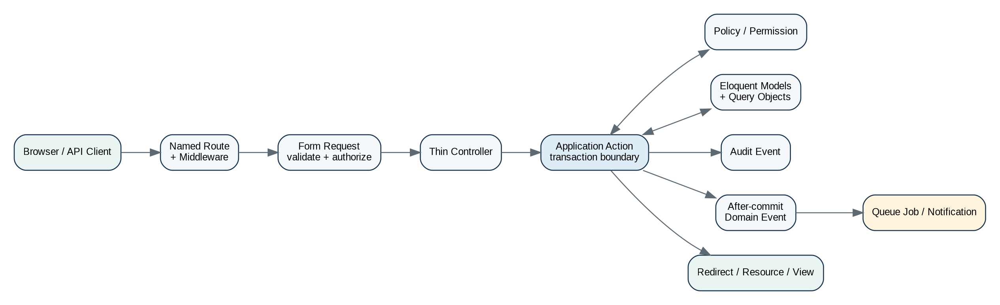 Browser / API Client
Named Route
+ Middleware
Form Request
validate + authorize
Thin Controller
Application Action
transaction boundary
Policy / Permission
Eloquent Models
+ Query Objects
Audit Event
After-commit
Domain Event
Queue Job / Notification
Redirect / Resource / View